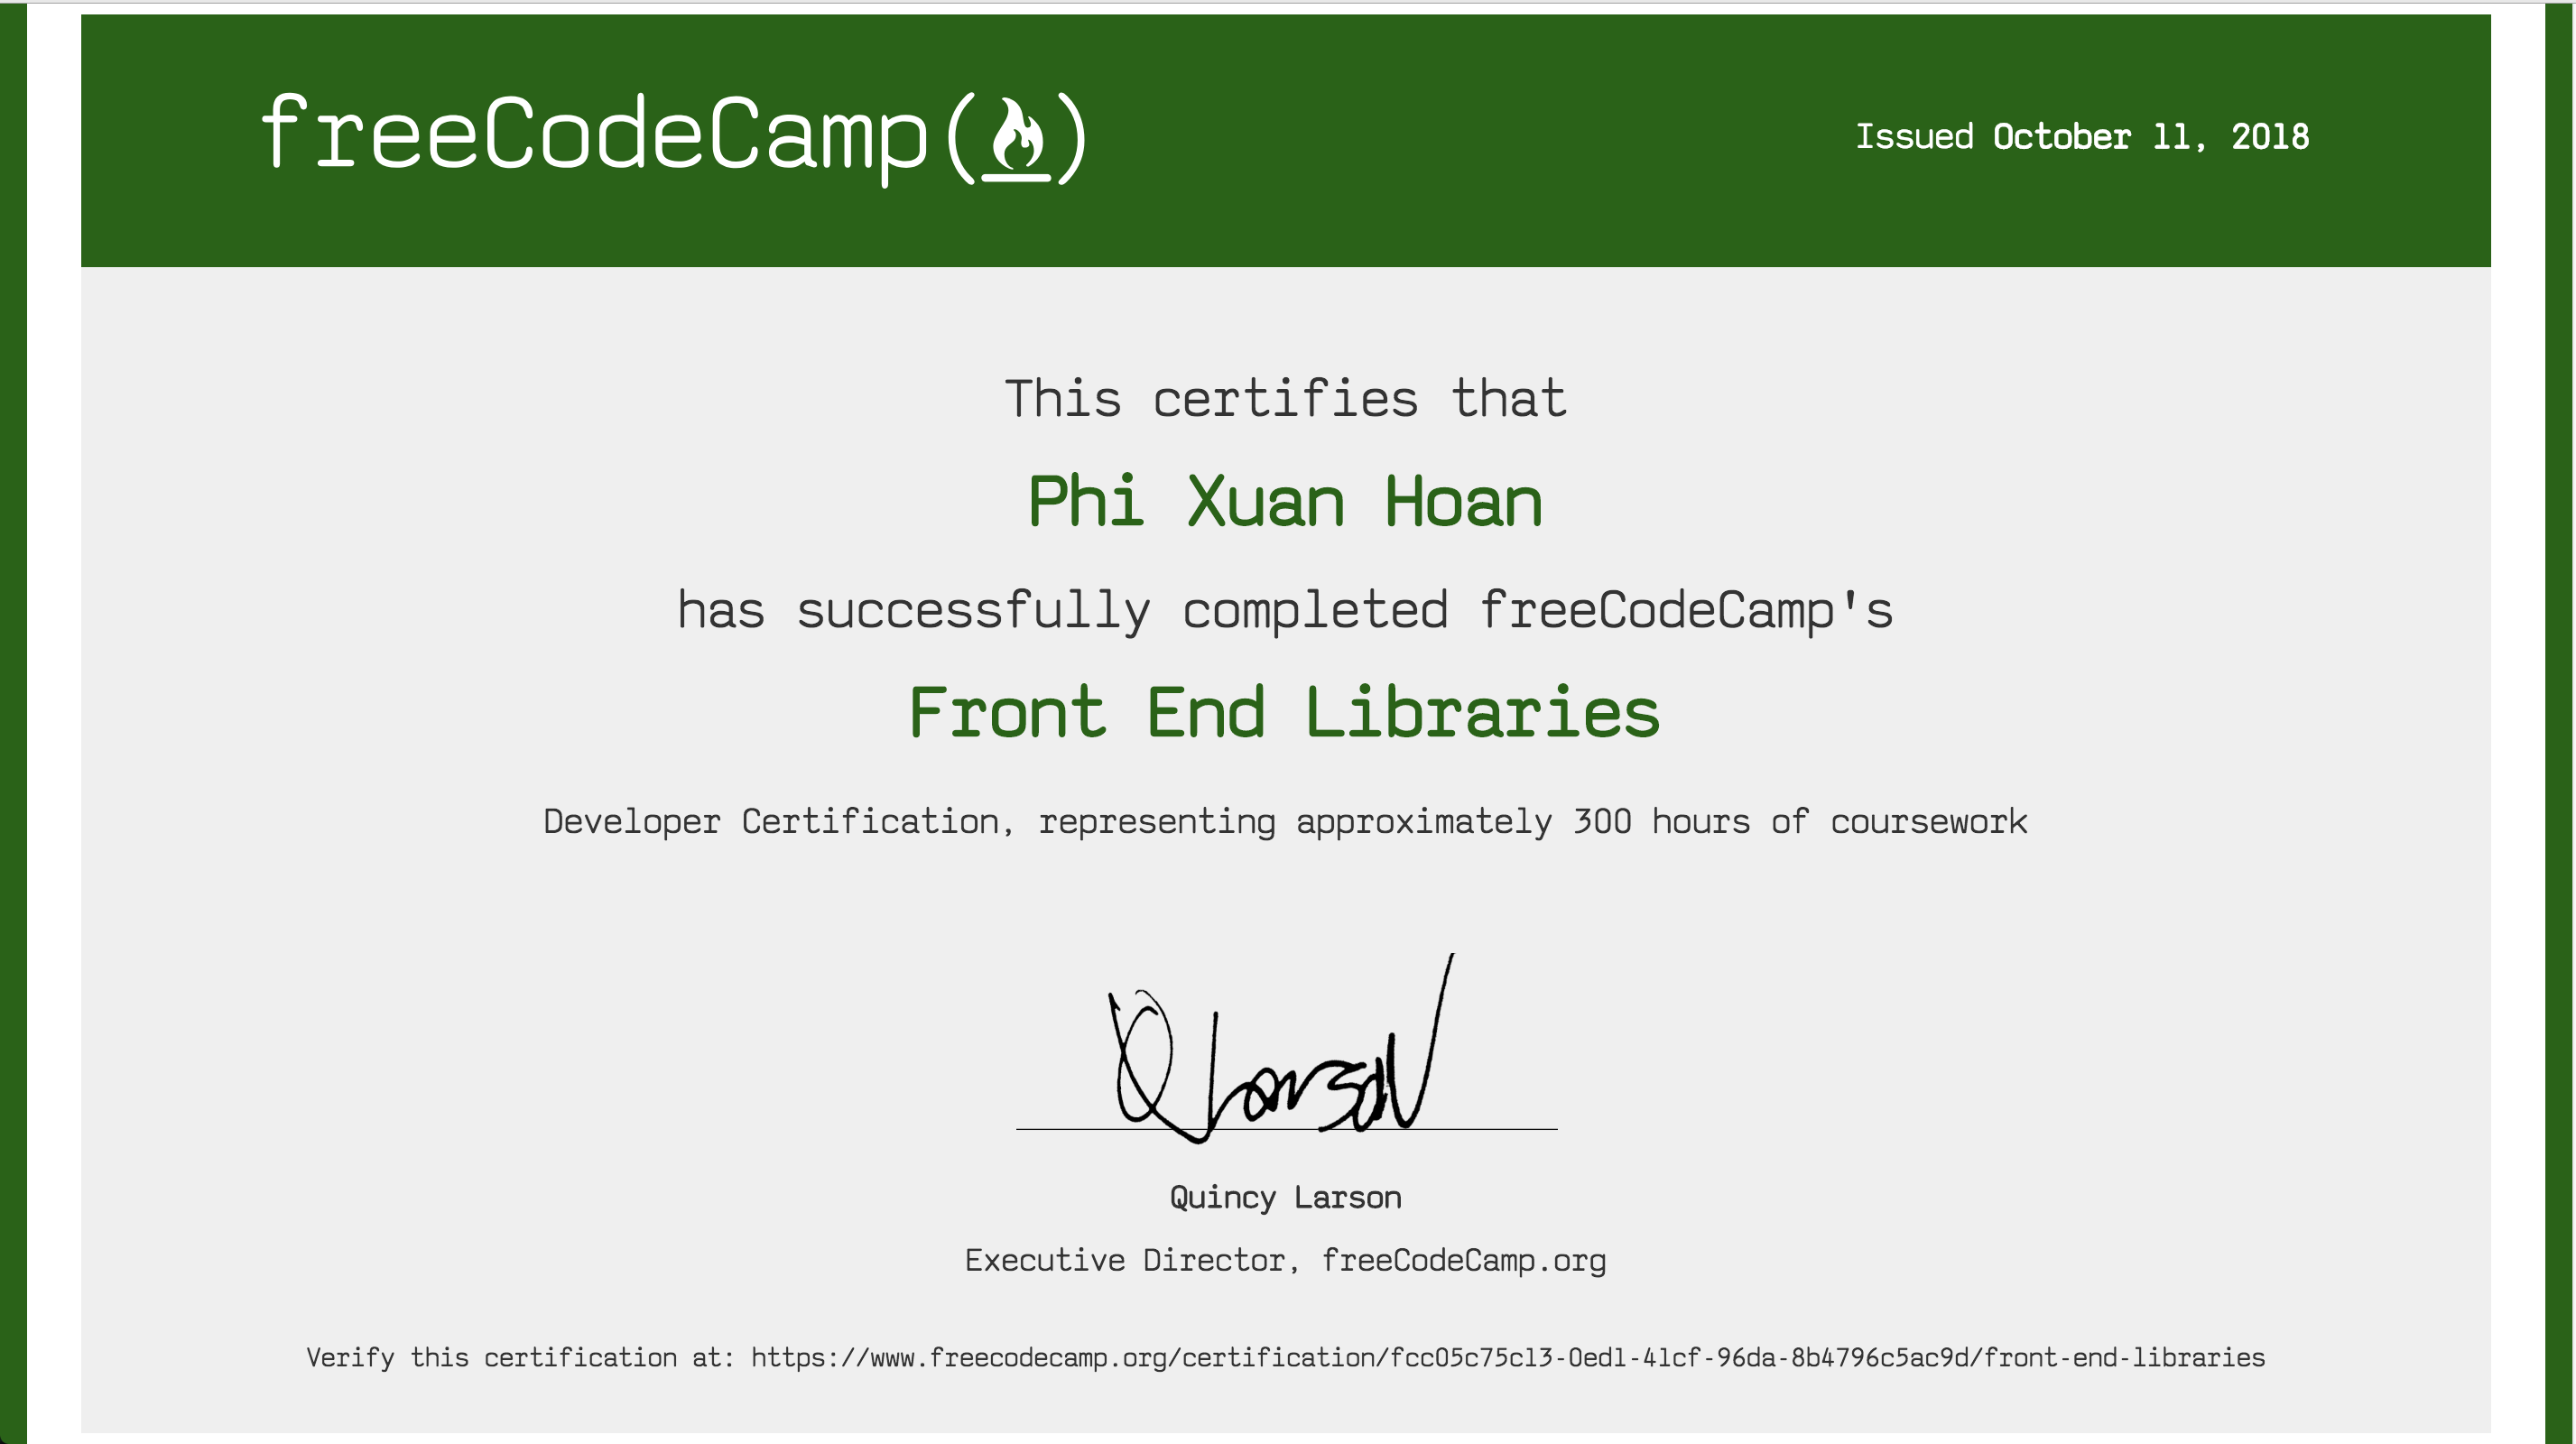 freeCodeCamp(🔥)
Issued October 11, 2018
This certifies that
Phi Xuan Hoan
has successfully completed freeCodeCamp's
Front End Libraries
Developer Certification, representing approximately 300 hours of coursework
Q Larson
Quincy Larson
Executive Director, freeCodeCamp.org
Verify this certification at: https://www.freecodecamp.org/certification/fcc05c75c13-0ed1-41cf-96da-8b4796c5ac9d/front-end-libraries